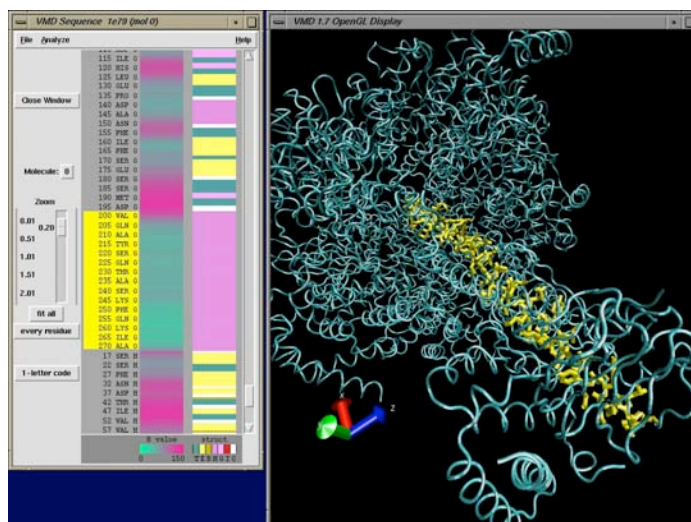 VMD Sequence 1e79 (mol 0)
File Analyze Help
115 ILE G
120 HIS G
125 LEU G
130 GLU G
135 PRO G
140 ASP G
145 ALA G
150 ASN G
155 PHE G
160 ILE G
165 PHE G
170 SER G
175 GLU G
180 SER G
185 SER G
190 MET G
195 ASP G
200 VAL G
205 GLN G
210 ALA G
215 TYR G
220 SER G
225 GLN G
230 THR G
235 ALA G
240 SER G
245 LYS G
250 PHE G
255 GLN G
260 LYS G
265 ILE G
270 ALA G
17 SER H
22 SER H
27 PHE H
32 ASN H
37 ASP H
42 THR H
47 ILE H
52 VAL H
57 VAL H
Close Window
Molecule: 0
Zoom
0.01
0.20
0.51
1.01
1.51
2.01
fit all
every residue
1-letter code
B value
0 150
struct
T E B H G I C
VMD 1.7 OpenGL Display
X
Z